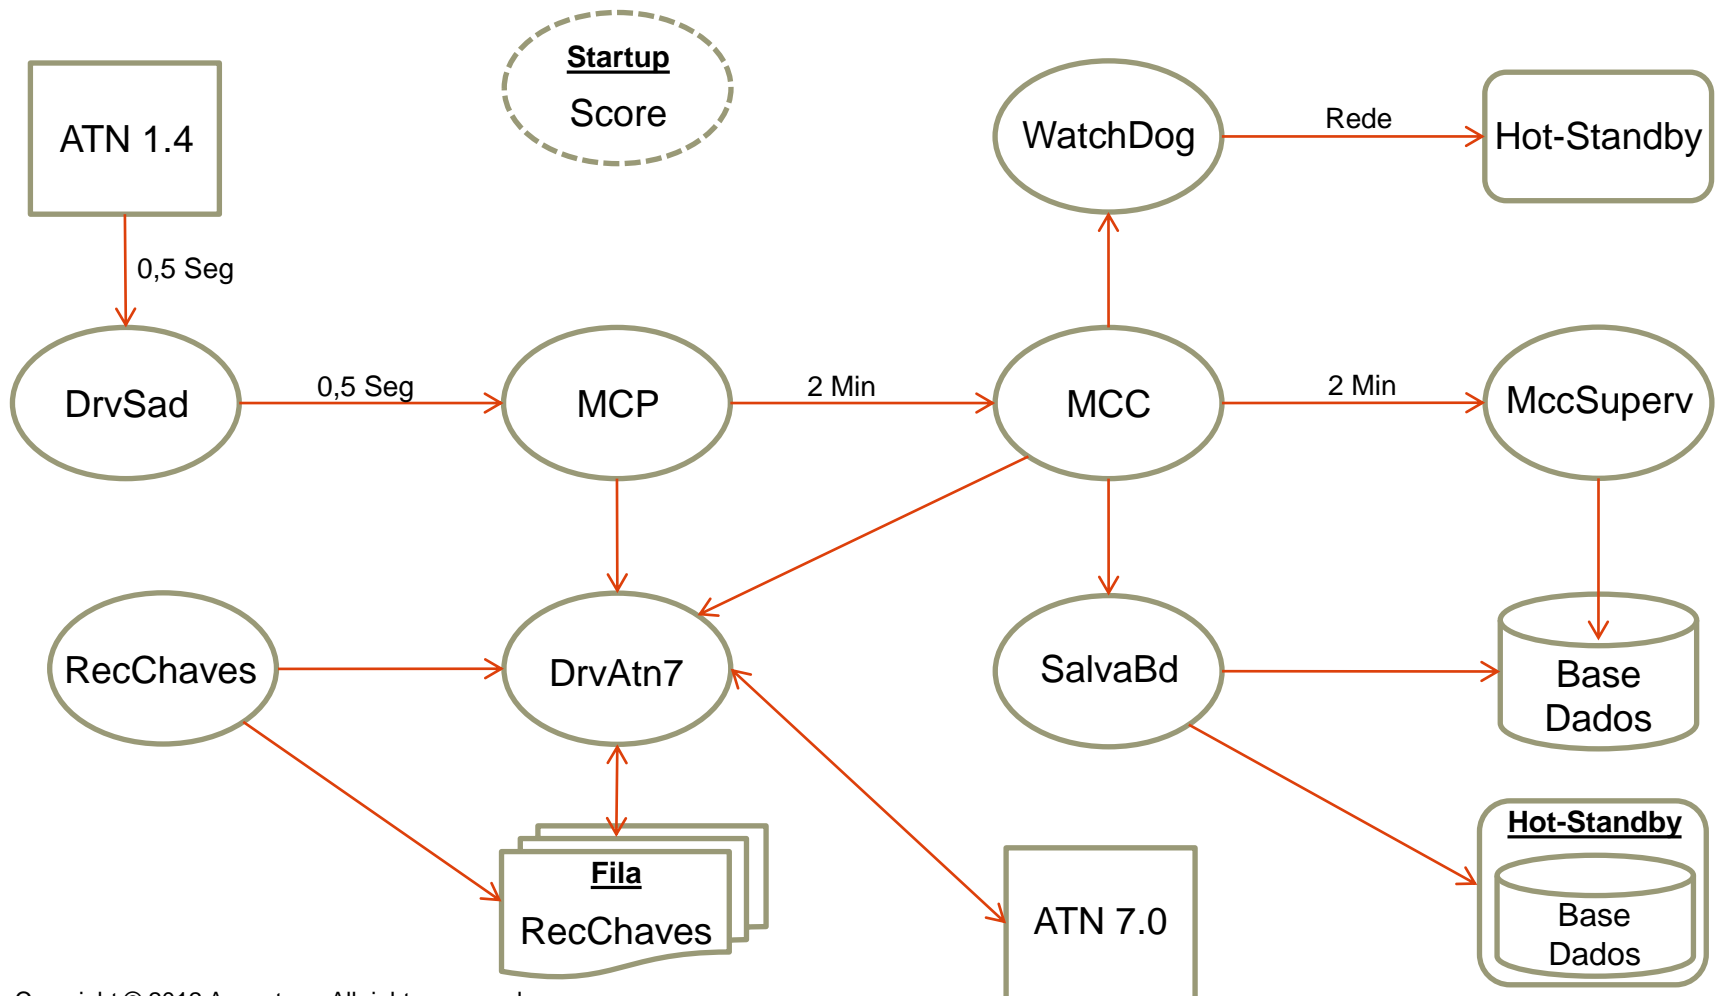 Startup
Score
ATN 1.4
WatchDog
Rede
Hot-Standby
0,5 Seg
DrvSad
0,5 Seg
MCP
2 Min
MCC
2 Min
MccSuperv
RecChaves
DrvAtn7
SalvaBd
Base
Dados
Fila
RecChaves
ATN 7.0
Hot-Standby
Base
Dados